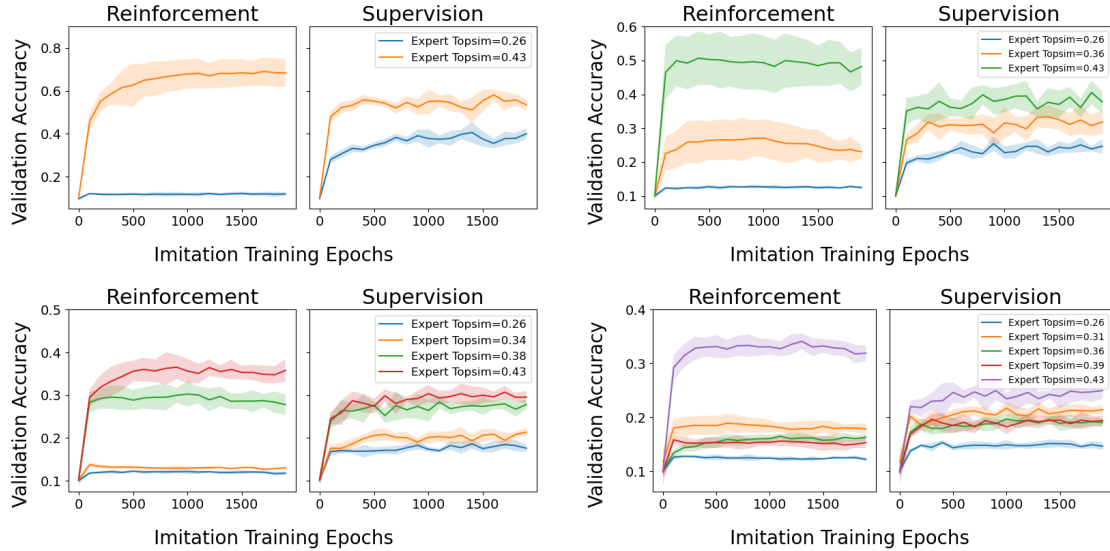 Reinforcement
Supervision
Validation Accuracy
0.8
0.6
0.4
0.2
Expert Topsim=0.26
Expert Topsim=0.43
0
500
1000
1500
0
500
1000
1500
Imitation Training Epochs
Reinforcement
Supervision
Validation Accuracy
0.6
0.5
0.4
0.3
0.2
0.1
Expert Topsim=0.26
Expert Topsim=0.36
Expert Topsim=0.43
0
500
1000
1500
0
500
1000
1500
Imitation Training Epochs
Reinforcement
Supervision
Validation Accuracy
0.5
0.4
0.3
0.2
0.1
Expert Topsim=0.26
Expert Topsim=0.34
Expert Topsim=0.38
Expert Topsim=0.43
0
500
1000
1500
0
500
1000
1500
Imitation Training Epochs
Reinforcement
Supervision
Validation Accuracy
0.4
0.3
0.2
0.1
Expert Topsim=0.26
Expert Topsim=0.31
Expert Topsim=0.36
Expert Topsim=0.39
Expert Topsim=0.43
0
500
1000
1500
0
500
1000
1500
Imitation Training Epochs